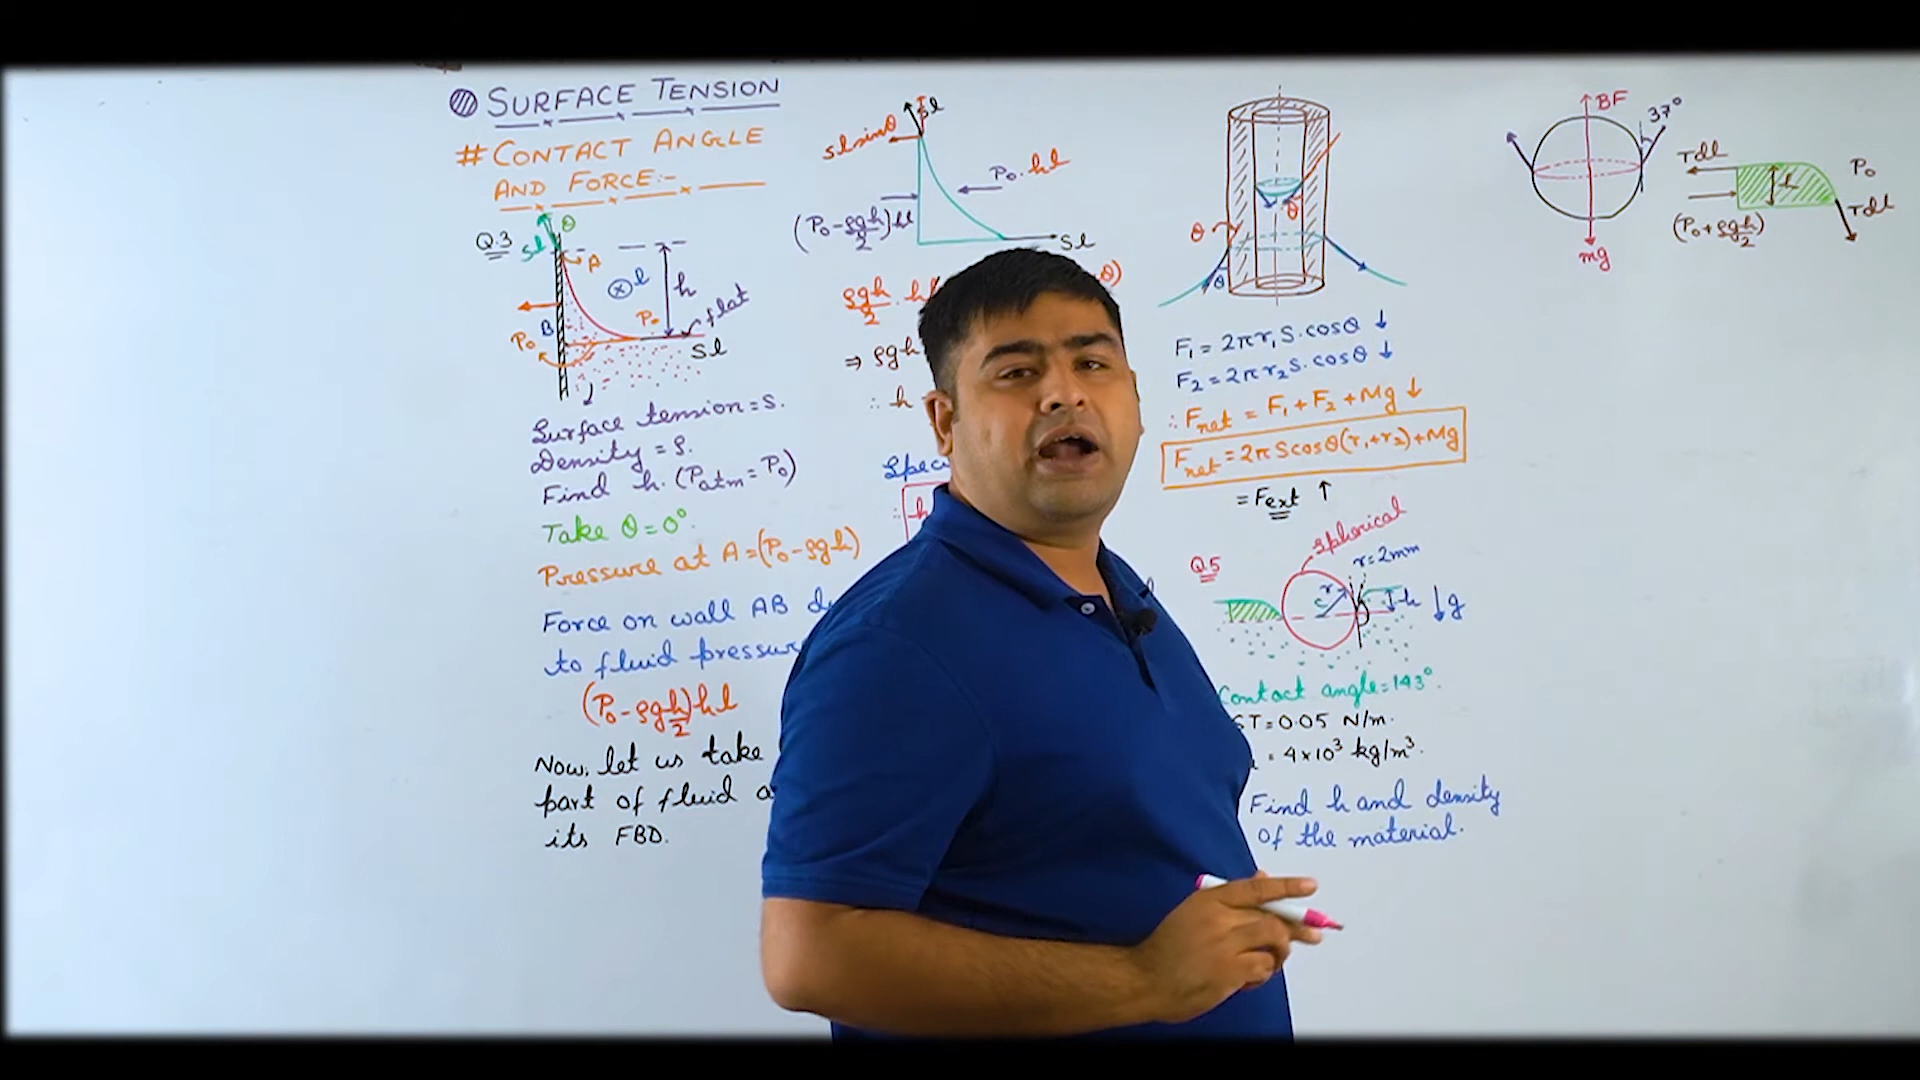 SURFACE TENSION
# CONTACT ANGLE
AND FORCE:-
Q.3
Sl
θ
A
l
h
flat
B
P₀
P₀
Sl
Surface tension = S.
Density = ρ.
Find h. (Patm = P₀)
Take θ = 0°.
Pressure at A = (P₀ - ρgh)
Force on wall AB
to fluid pressure
(P₀ - ρgh/2)hl
Now, let us take
part of fluid
its FBD.
Sl
Sl sinθ
P₀.hl
(P₀ - ρgh/2)
Sl
ρgh/2 . h
⇒ ρgh
∴ h
θ
θ
θ
F₁ = 2πr₁S.cosθ ↓
F₂ = 2πr₂S.cosθ ↓
∴ Fnet = F₁ + F₂ + Mg ↓
Fnet = 2πScosθ(r₁+r₂)+Mg
= Fext ↑
Q.5
spherical
r=2mm
r
C
h
↓g
Contact angle = 143°.
ST = 0.05 N/m.
= 4×10³ kg/m³.
Find h and density
of the material.
BF
37°
mg
Tdl
P₀
h
Tdl
(P₀ + ρgh/2)